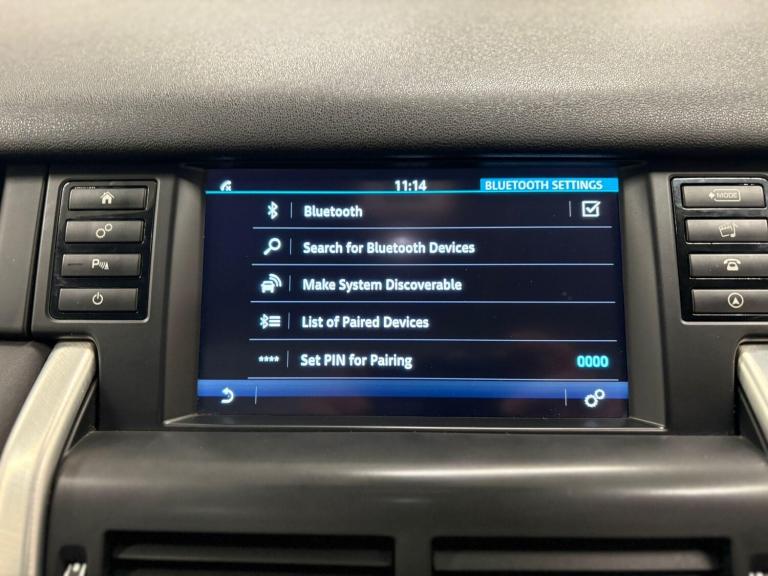 11:14 BLUETOOTH SETTINGS
Bluetooth
MODE
Search for Bluetooth Devices
P
Make System Discoverable
List of Paired Devices
**** Set PIN for Pairing 0000